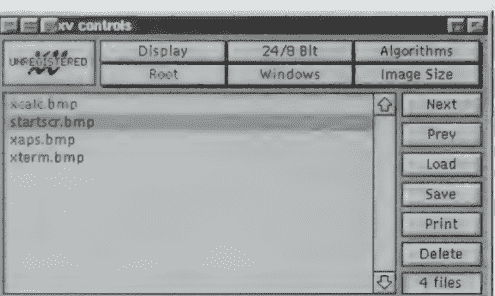 xv controls
UNREGISTERED
Display
24/8 Bit
Algorithms
Root
Windows
Image Size
xcalc.bmp
startscr.bmp
xaps.bmp
xterm.bmp
Next
Prev
Load
Save
Print
Delete
4 files